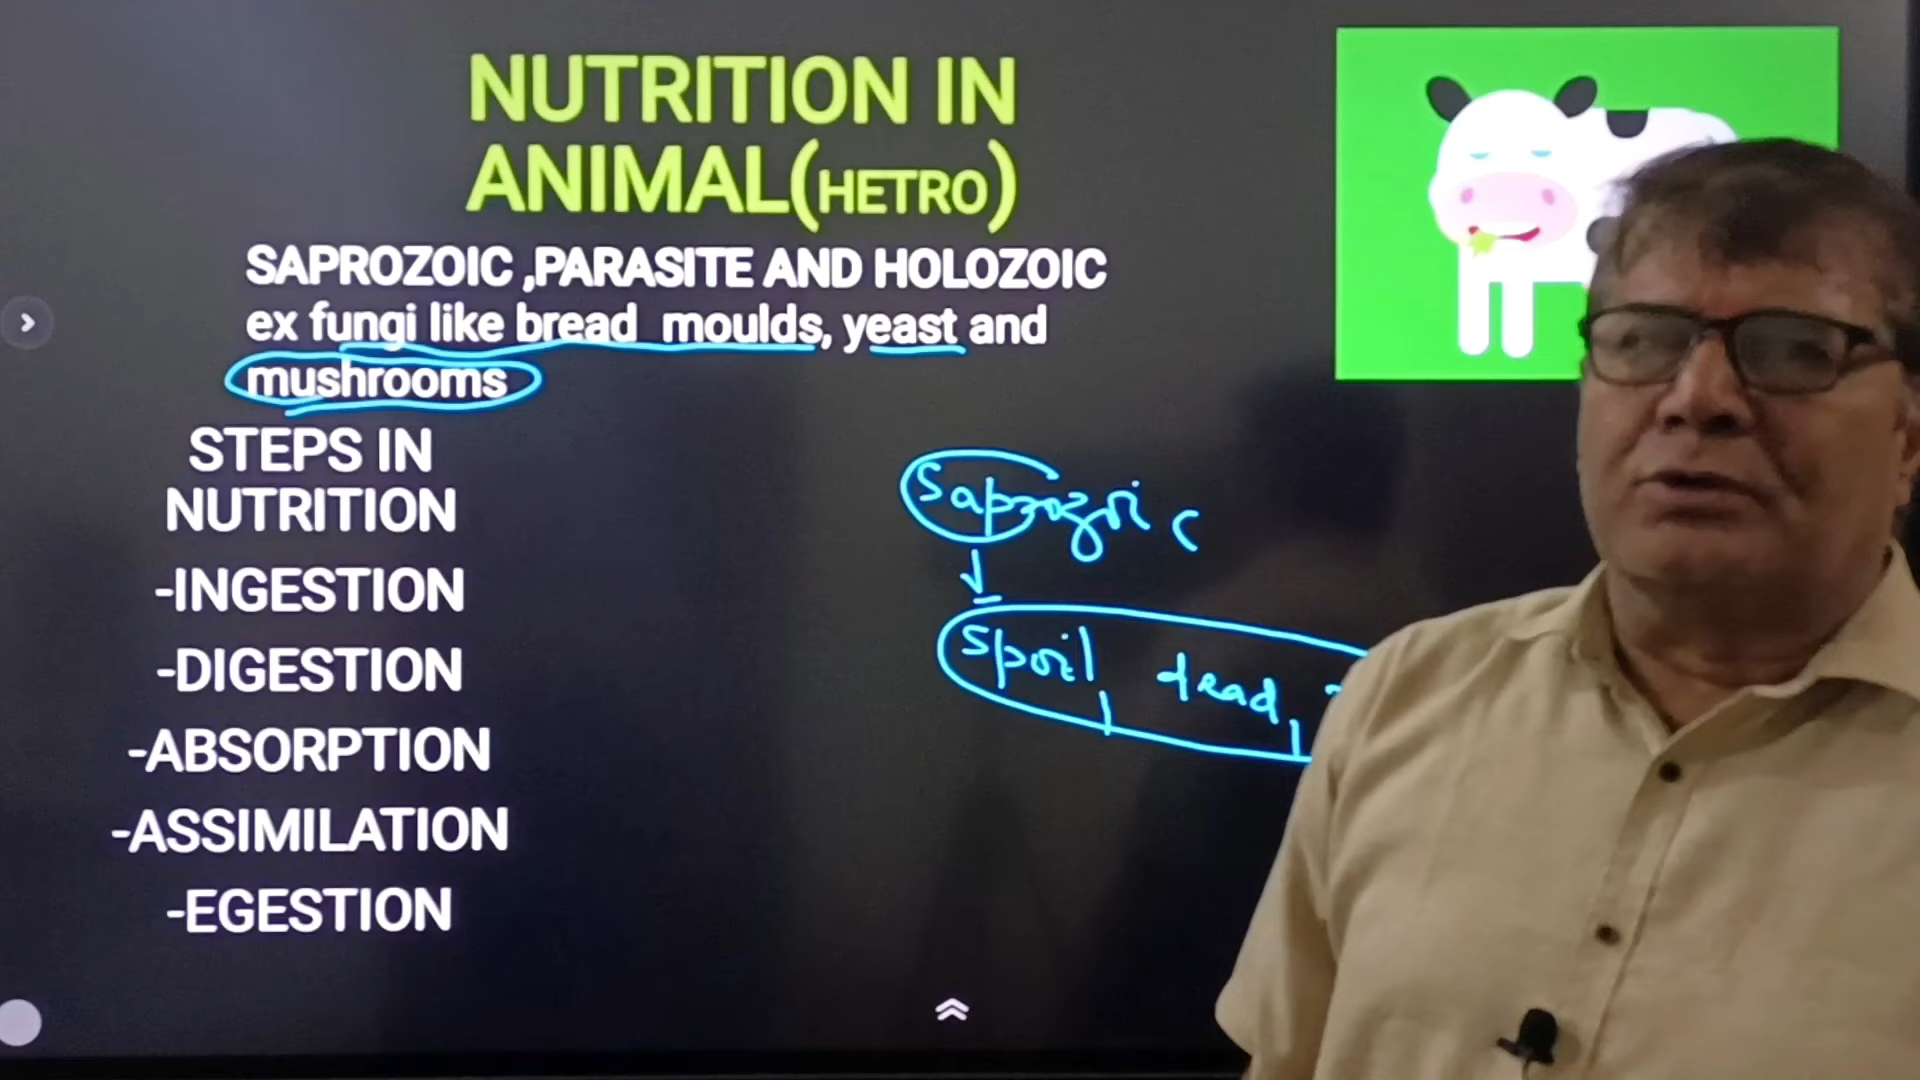 NUTRITION IN
ANIMAL(HETRO)
SAPROZOIC ,PARASITE AND HOLOZOIC
ex fungi like bread moulds, yeast and
mushrooms
STEPS IN
NUTRITION
-INGESTION
-DIGESTION
-ABSORPTION
-ASSIMILATION
-EGESTION
Saprozoic
Spoil, dead,